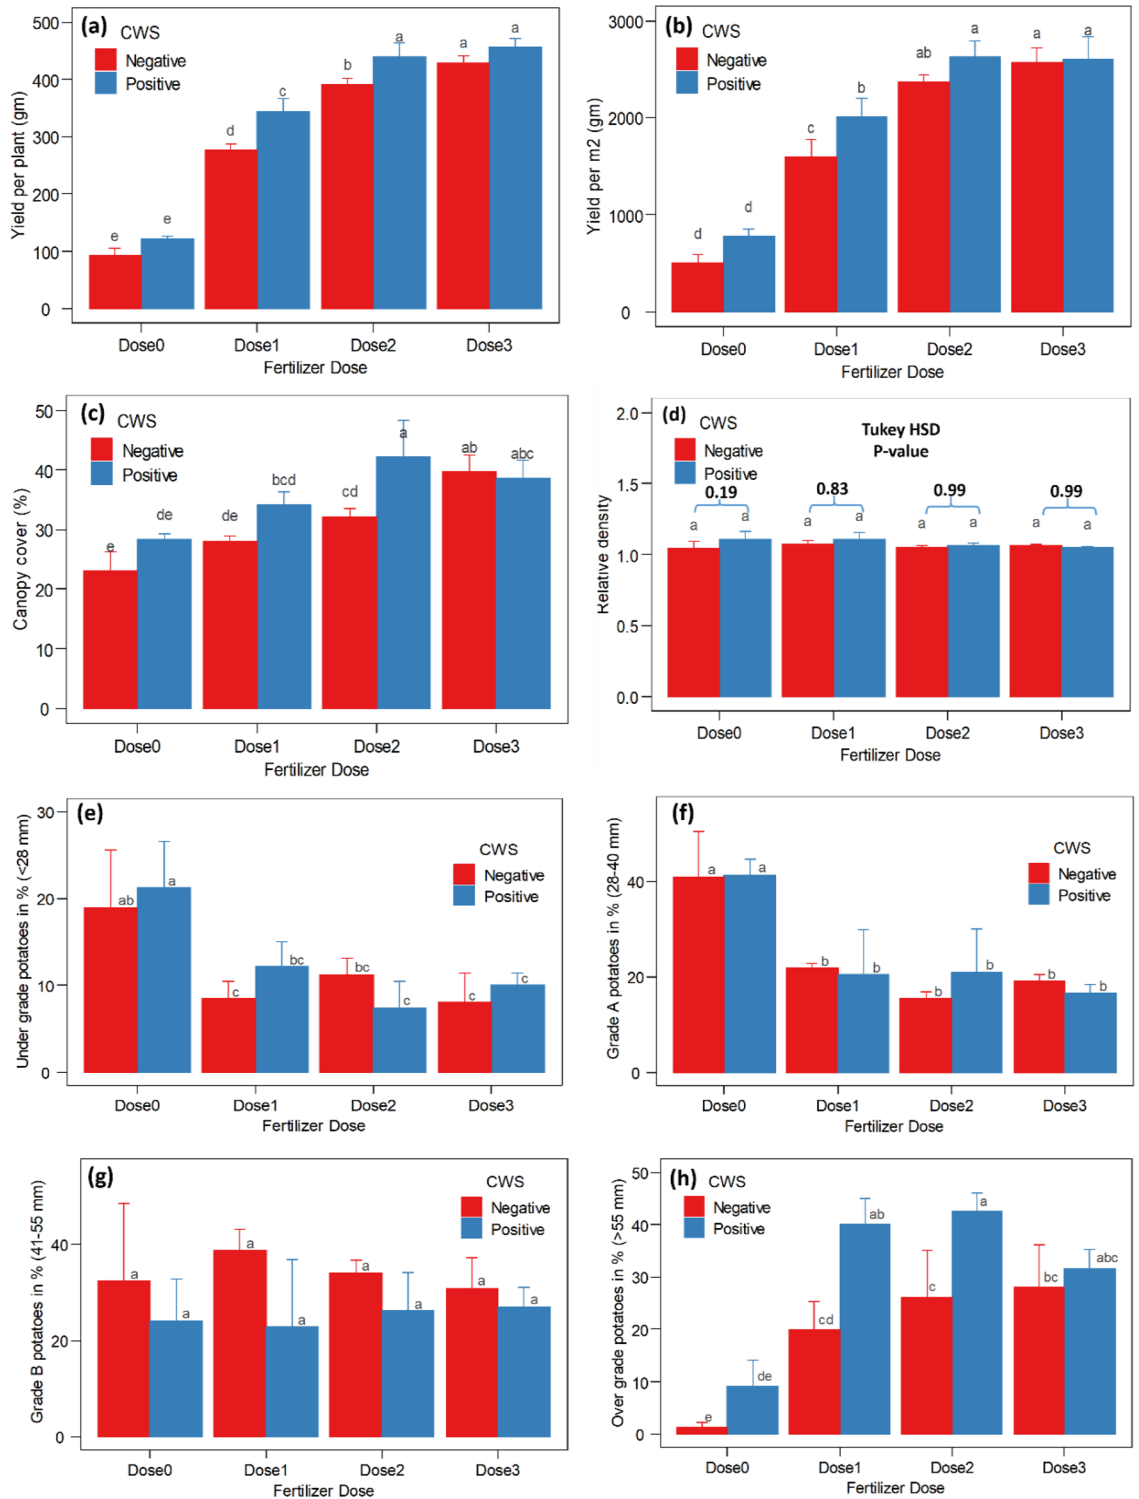 (a)
CWS
Negative
Positive
Yield per plant (gm)
500
400
300
200
100
0
e
e
d
c
b
a
a
a
Dose0
Dose1
Dose2
Dose3
Fertilizer Dose
(b)
CWS
Negative
Positive
Yield per m2 (gm)
3000
2000
1000
0
d
d
c
b
ab
a
a
a
Dose0
Dose1
Dose2
Dose3
Fertilizer Dose
(c)
CWS
Negative
Positive
Canopy cover (%)
50
40
30
20
10
0
e
de
de
bcd
cd
a
ab
abc
Dose0
Dose1
Dose2
Dose3
Fertilizer Dose
(d)
CWS
Negative
Positive
Tukey HSD
P-value
Relative density
2.0
1.5
1.0
0.5
0.0
0.19
0.83
0.99
0.99
a
a
a
a
a
a
a
a
Dose0
Dose1
Dose2
Dose3
Fertilizer Dose
(e)
CWS
Negative
Positive
Under grade potatoes in % (<28 mm)
30
20
10
0
ab
a
c
bc
bc
c
c
c
Dose0
Dose1
Dose2
Dose3
Fertilizer Dose
(f)
CWS
Negative
Positive
Grade A potatoes in % (28-40 mm)
40
20
0
a
a
b
b
b
b
b
b
Dose0
Dose1
Dose2
Dose3
Fertilizer Dose
(g)
CWS
Negative
Positive
Grade B potatoes in % (41-55 mm)
40
20
0
a
a
a
a
a
a
a
a
Dose0
Dose1
Dose2
Dose3
Fertilizer Dose
(h)
CWS
Negative
Positive
Over grade potatoes in % (>55 mm)
50
40
30
20
10
0
e
de
cd
ab
c
a
bc
abc
Dose0
Dose1
Dose2
Dose3
Fertilizer Dose